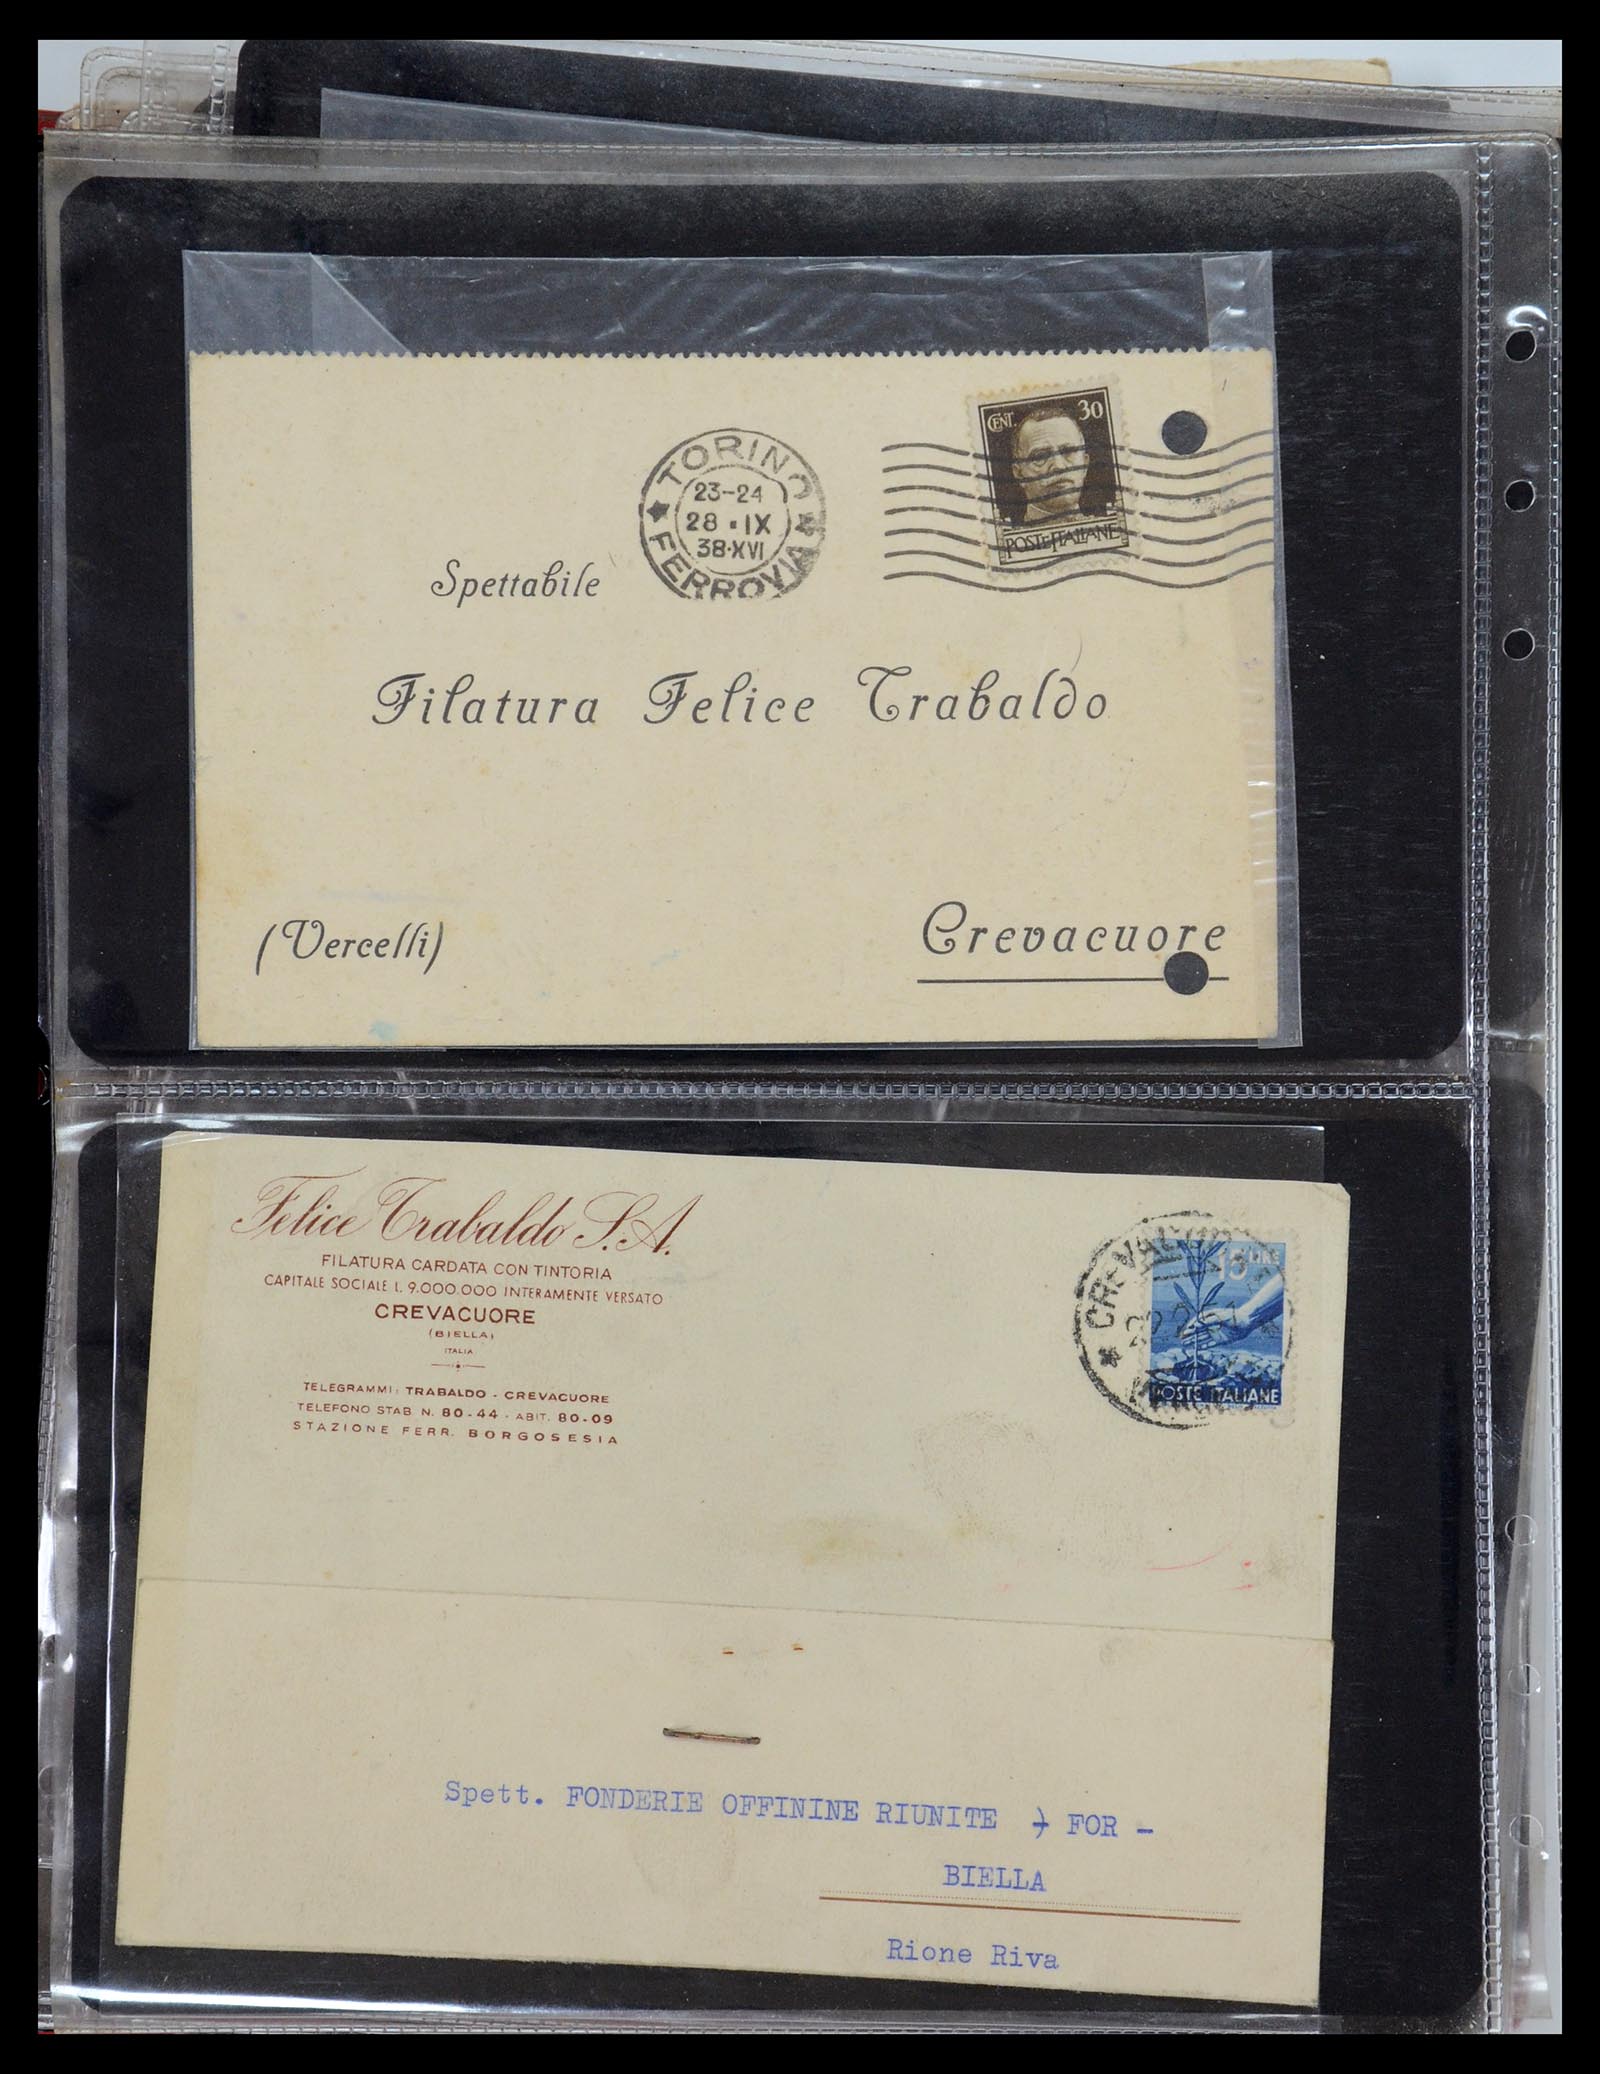 TORINO
23-24
28 · IX
38·XVI
FERROVIA
CENT. 30
POSTE ITALIANE
Spettabile
Filatura Felice Trabaldo
(Vercelli)
Crevacuore
Felice Trabaldo S.A.
FILATURA CARDATA CON TINTORIA
CAPITALE SOCIALE L. 9.000.000 INTERAMENTE VERSATO
CREVACUORE
(BIELLA)
ITALIA
TELEGRAMMI: TRABALDO - CREVACUORE
TELEFONO STAB. N. 80-44 - ABIT. 80-09
STAZIONE FERR. BORGOSESIA
15 LIRE
POSTE ITALIANE
Spett. FONDERIE OFFININE RIUNITE ) FOR -
BIELLA
Rione Riva